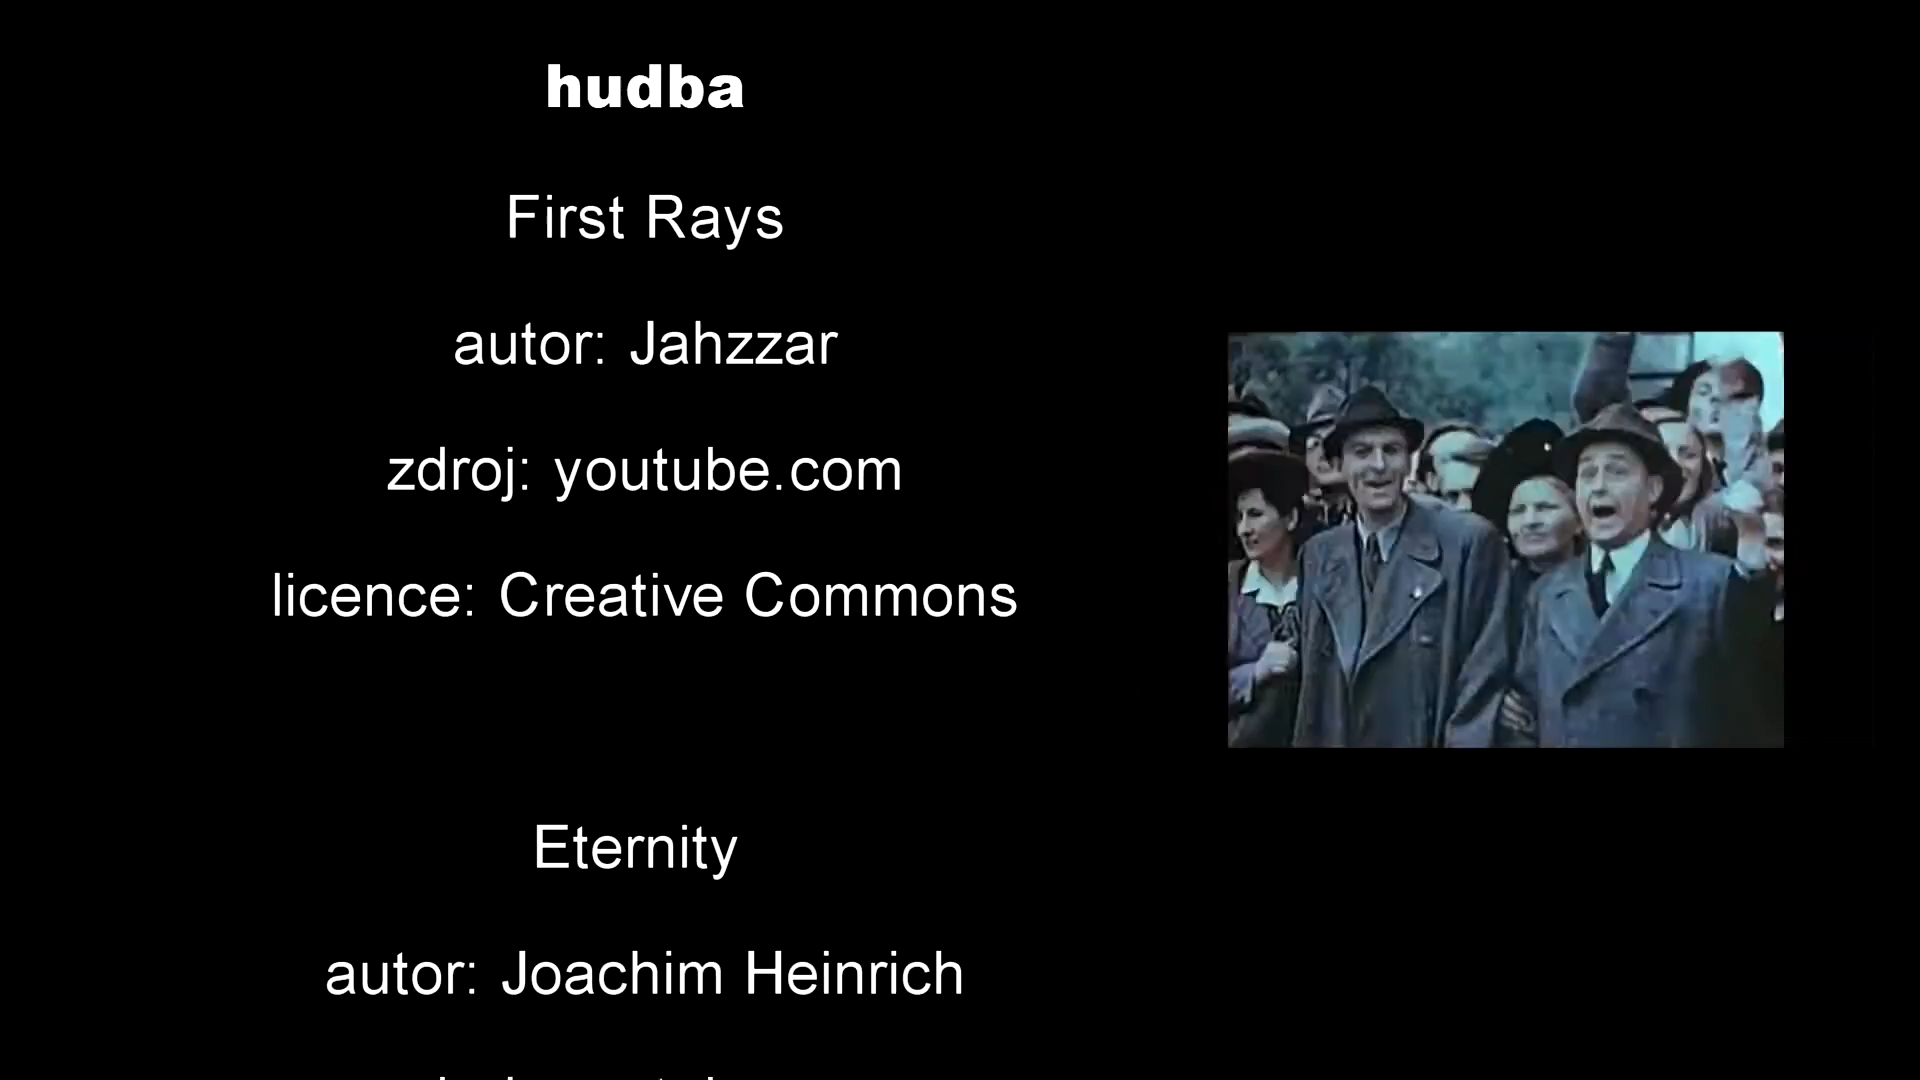 hudba
First Rays
autor: Jahzzar
zdroj: youtube.com
licence: Creative Commons
Eternity
autor: Joachim Heinrich